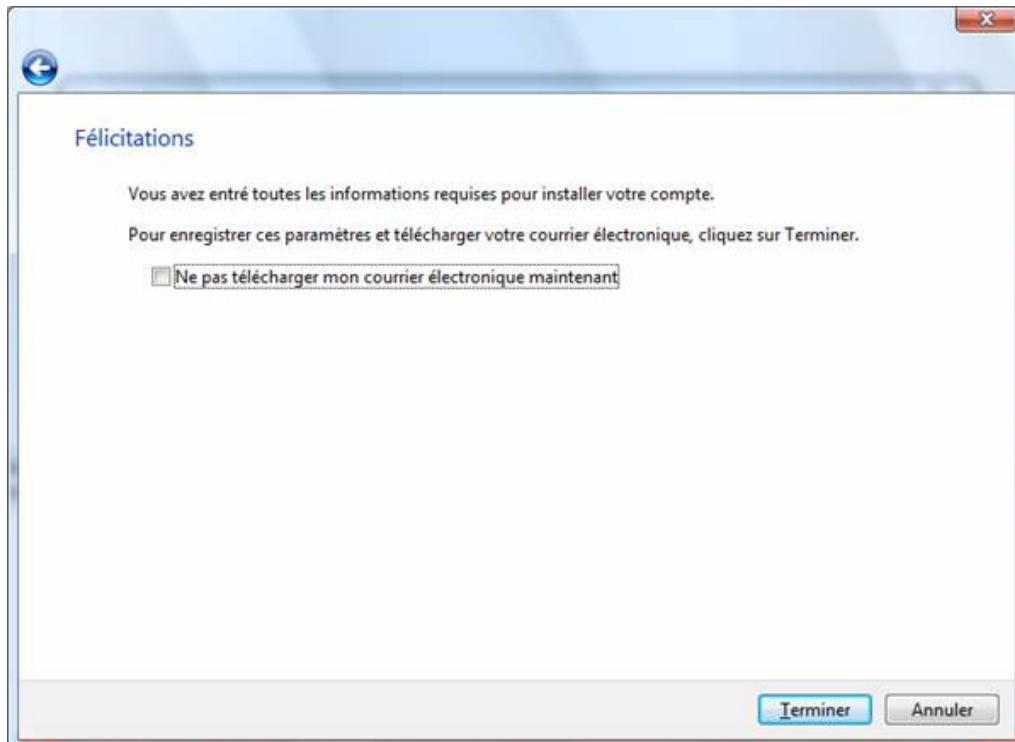 Félicitations
Vous avez entré toutes les informations requises pour installer votre compte.
Pour enregistrer ces paramètres et télécharger votre courrier électronique, cliquez sur Terminer.
Ne pas télécharger mon courrier électronique maintenant
Terminer Annuler